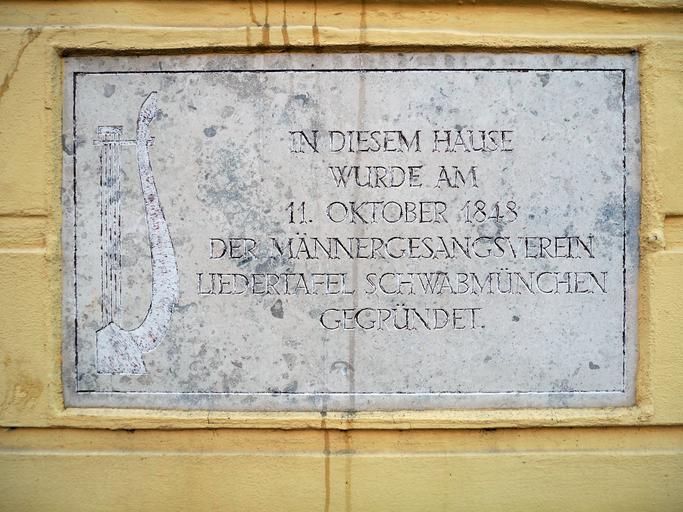 IN DIESEM HAUSE
WURDE AM
11. OKTOBER 1848
DER MÄNNERGESANGSVEREIN
LIEDERTAFEL SCHWABMÜNCHEN
GEGRÜNDET.